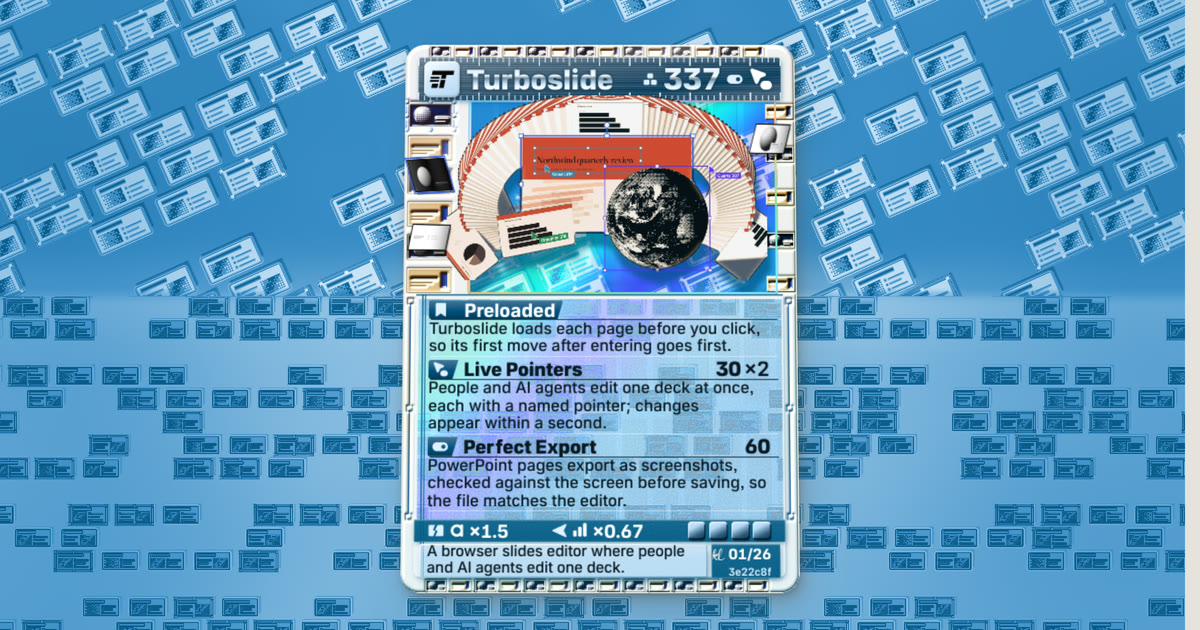 Turboslide
337
Northwind quarterly review
Preloaded
Turboslide loads each page before you click,
so its first move after entering goes first.
Live Pointers 30 ×2
People and AI agents edit one deck at once,
each with a named pointer; changes
appear within a second.
Perfect Export 60
PowerPoint pages export as screenshots,
checked against the screen before saving, so
the file matches the editor.
×1.5 ×0.67
A browser slides editor where people
and AI agents edit one deck.
01/26
3e22c8f